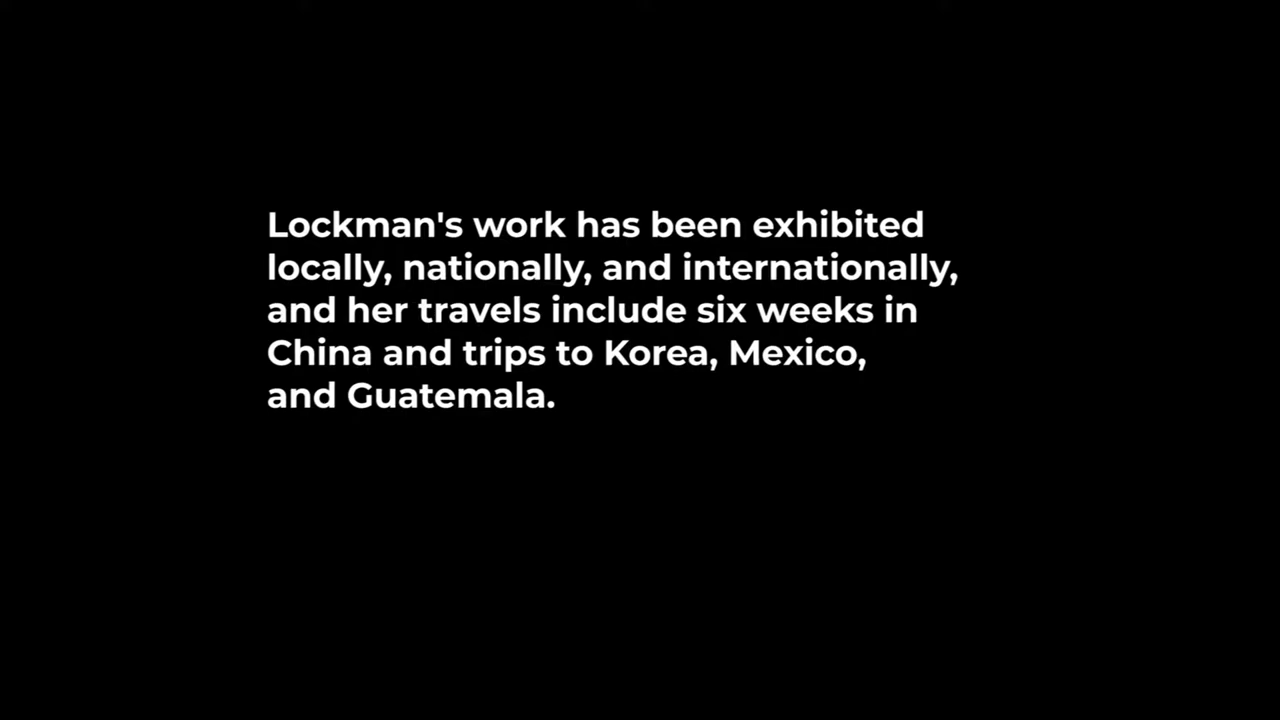 Lockman's work has been exhibited
locally, nationally, and internationally,
and her travels include six weeks in
China and trips to Korea, Mexico,
and Guatemala.